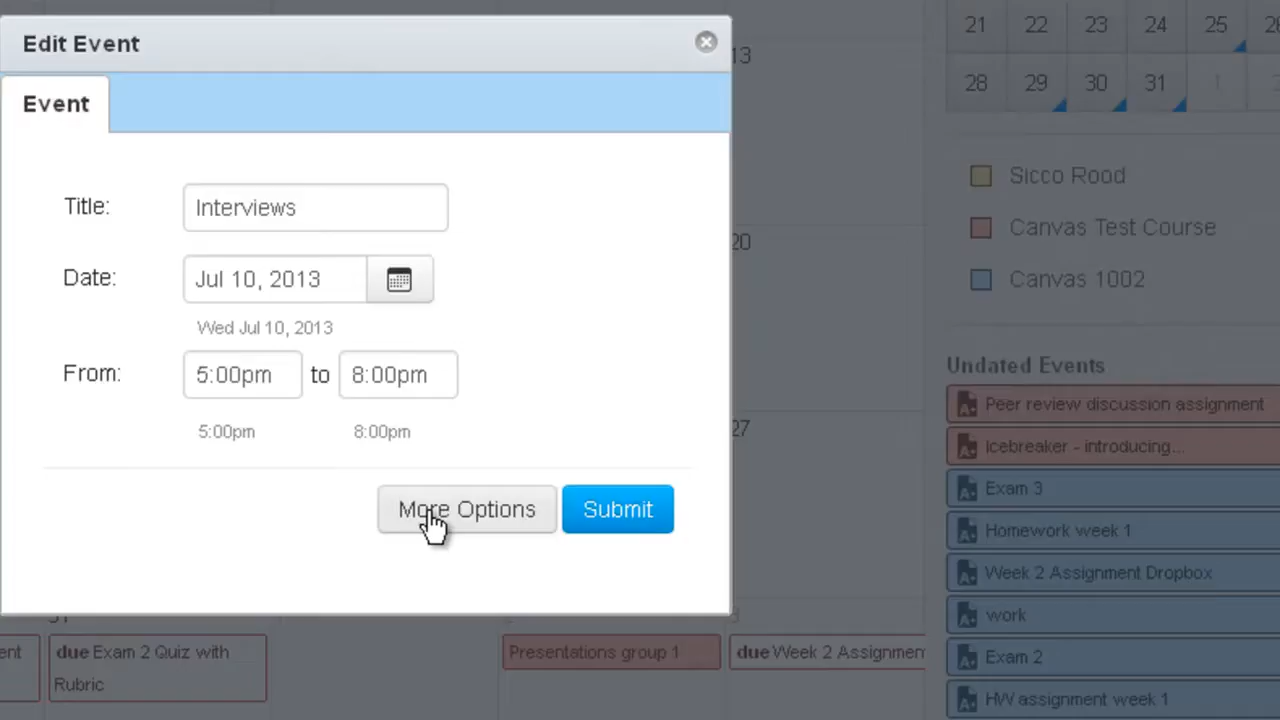 Edit Event
Event
Title:
Interviews
Date:
Jul 10, 2013
Wed Jul 10, 2013
From:
5:00pm to 8:00pm
5:00pm 8:00pm
More Options Submit
13
20
27
21 22 23 24 25
28 29 30 31 1
Sicco Rood
Canvas Test Course
Canvas 1002
Undated Events
Peer review discussion assignment
Icebreaker - introducing...
Exam 3
Homework week 1
Week 2 Assignment Dropbox
work
Exam 2
HW assignment week 1
3
due Exam 2 Quiz with
Rubric
Presentations group 1
due Week 2 Assignmen